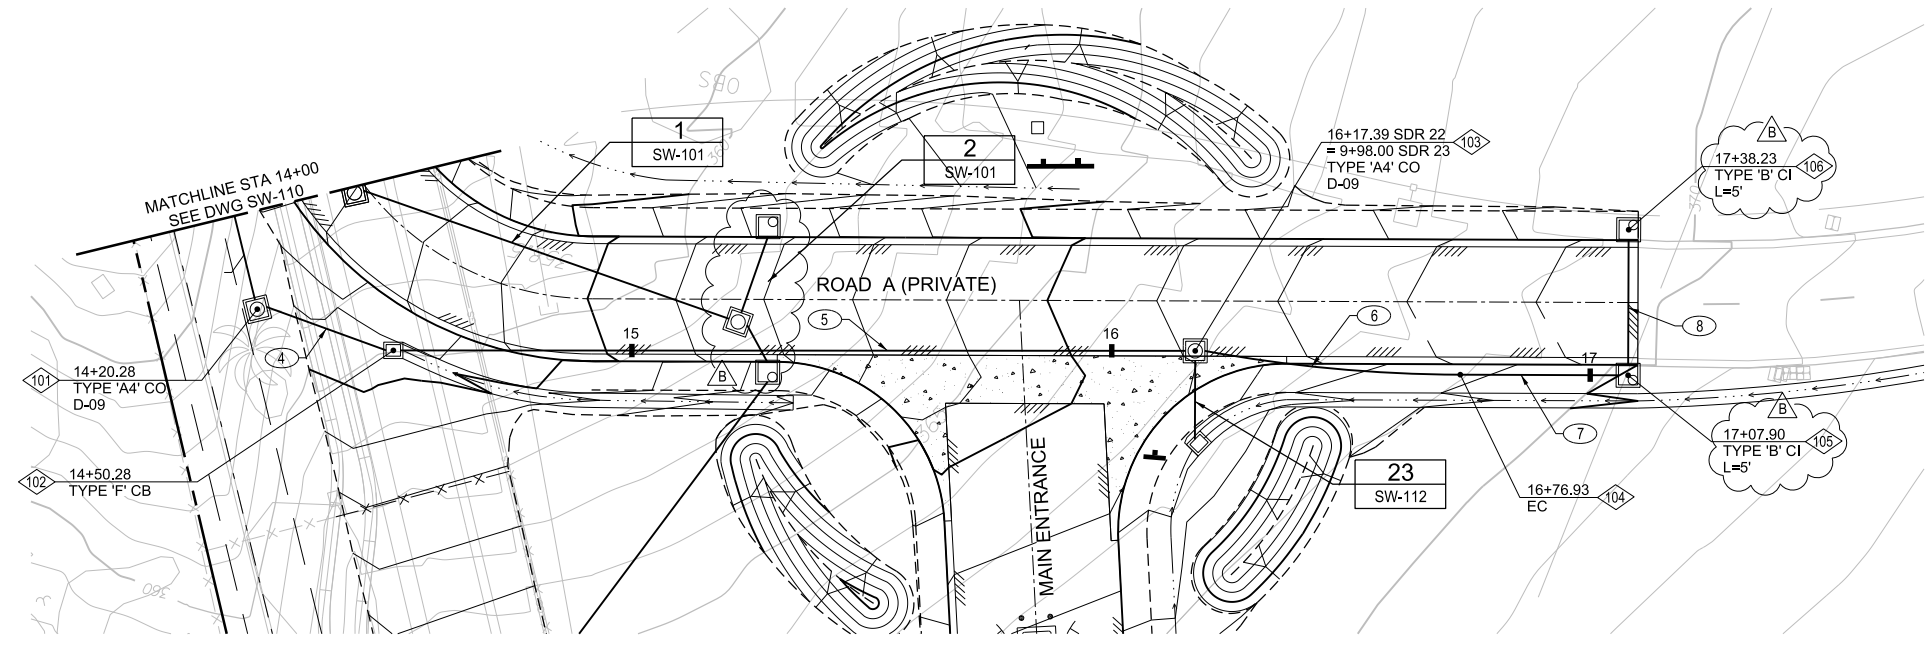 MATCHLINE STA 14+00
SEE DWG SW-110
1
SW-101
2
SW-101
16+17.39 SDR 22
= 9+98.00 SDR 23
TYPE 'A4' CO
D-09
103
B
17+38.23
TYPE 'B' CI
L=5'
106
ROAD A (PRIVATE)
15
5
16
6
8
17
4
101
14+20.28
TYPE 'A4' CO
D-09
B
B
17+07.90
TYPE 'B' CI
L=5'
105
7
102
14+50.28
TYPE 'F' CB
23
SW-112
16+76.93
EC
104
MAIN ENTRANCE
360